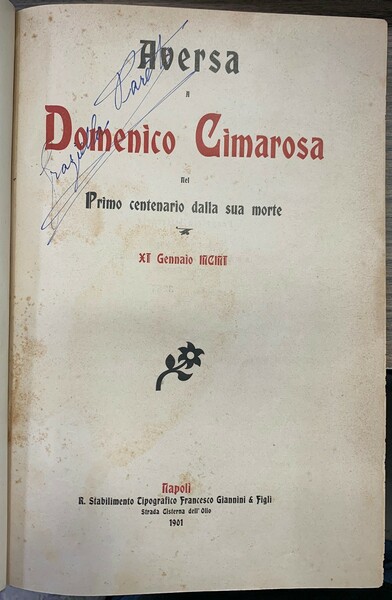 Aversa
A
Domenico Cimarosa
Nel
Primo centenario dalla sua morte
XI Gennaio MCMI
Napoli
R. Stabilimento Tipografico Francesco Giannini & Figli
Strada Cisterna dell'Olio
1901